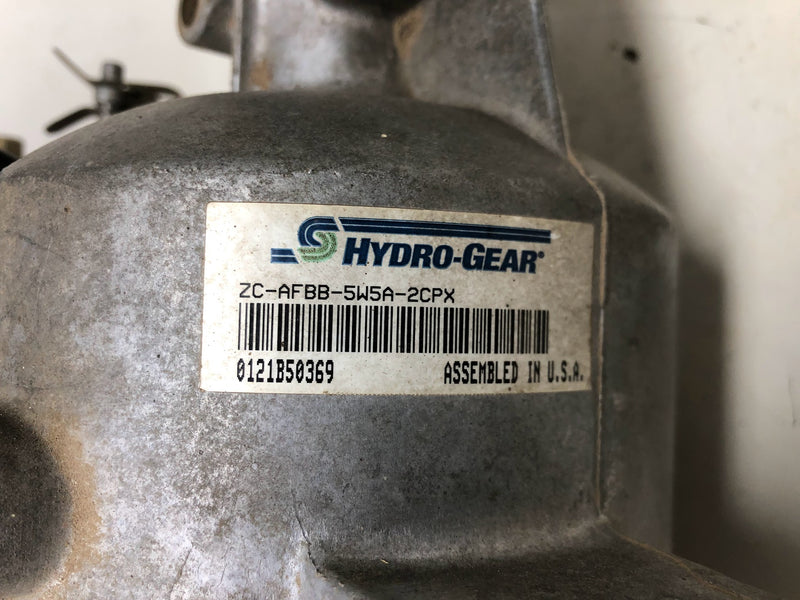 HYDRO-GEAR®
ZC-AFBB-5W5A-2CPX
0121B50369 ASSEMBLED IN U.S.A.